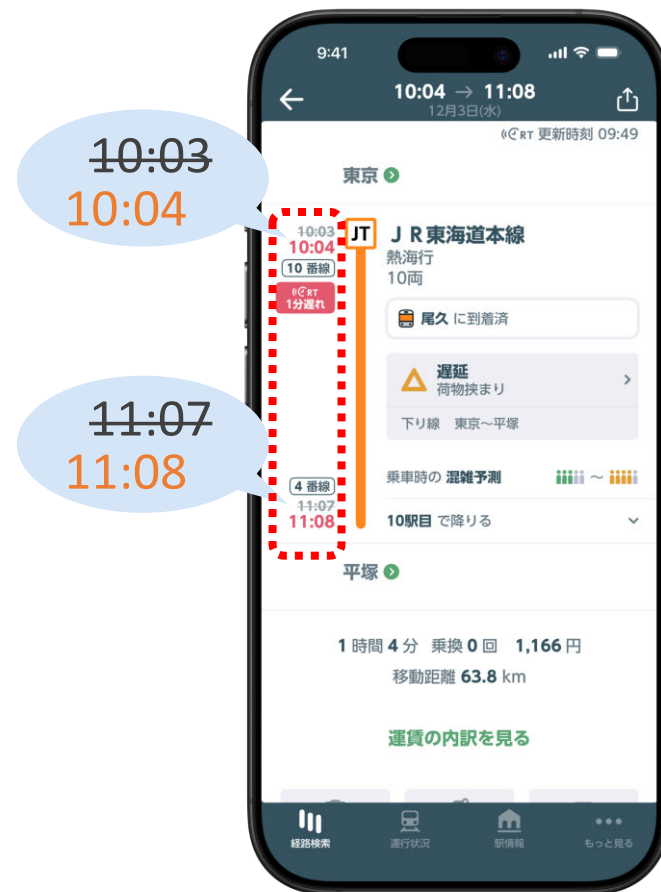 9:41
10:04 → 11:08
12月3日(水)
RT 更新時刻 09:49
東京
10:03
10:04
10:03
10:04
JT
ＪＲ東海道本線
熱海行
10両
10 番線
RT
1分遅れ
尾久 に到着済
遅延
荷物挟まり
下り線 東京～平塚
11:07
11:08
乗車時の 混雑予測
～
4 番線
11:07
11:08
10駅目 で降りる
平塚
1 時間 4 分 乗換 0 回 1,166 円
移動距離 63.8 km
運賃の内訳を見る
経路検索
運行状況
駅情報
もっと見る